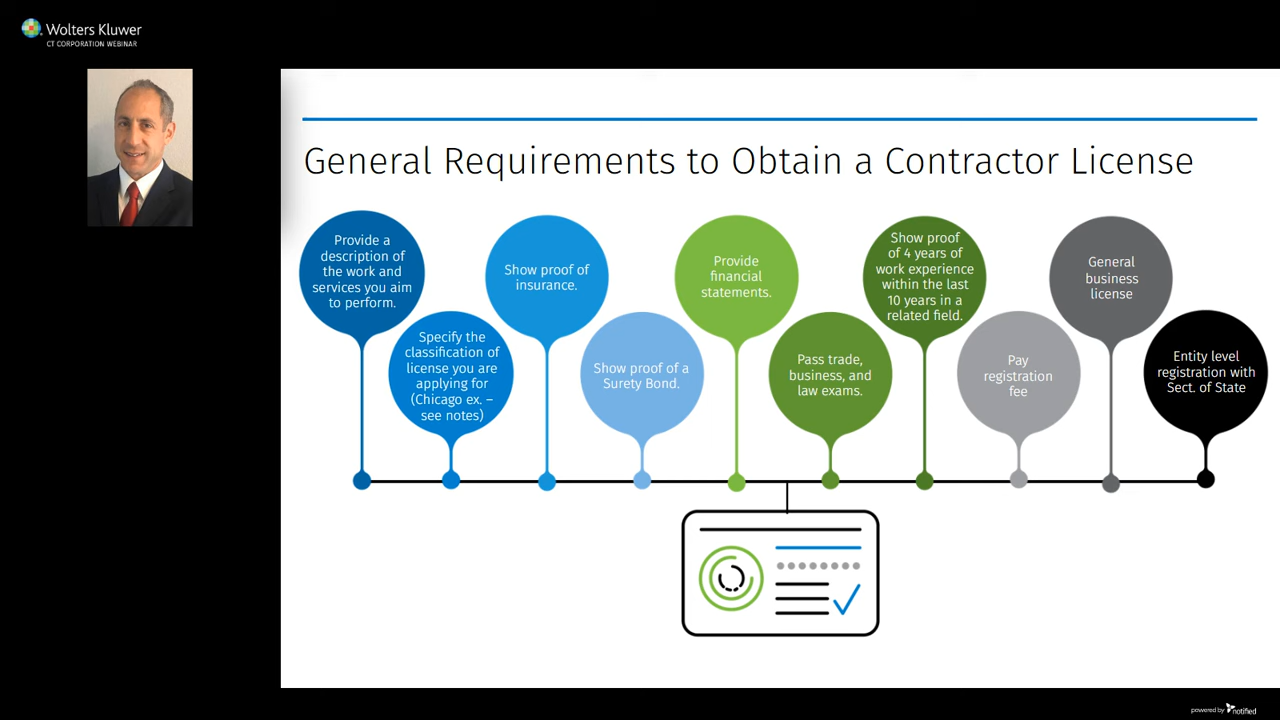 Wolters Kluwer
CT CORPORATION WEBINAR
General Requirements to Obtain a Contractor License
Provide a
description of
the work and
services you aim
to perform.
Specify the
classification of
license you are
applying for
(Chicago ex. –
see notes)
Show proof of
insurance.
Show proof of a
Surety Bond.
Provide
financial
statements.
Pass trade,
business, and
law exams.
Show proof
of 4 years of
work experience
within the last
10 years in a
related field.
Pay
registration
fee
General
business
license
Entity level
registration with
Sect. of State
powered by notified